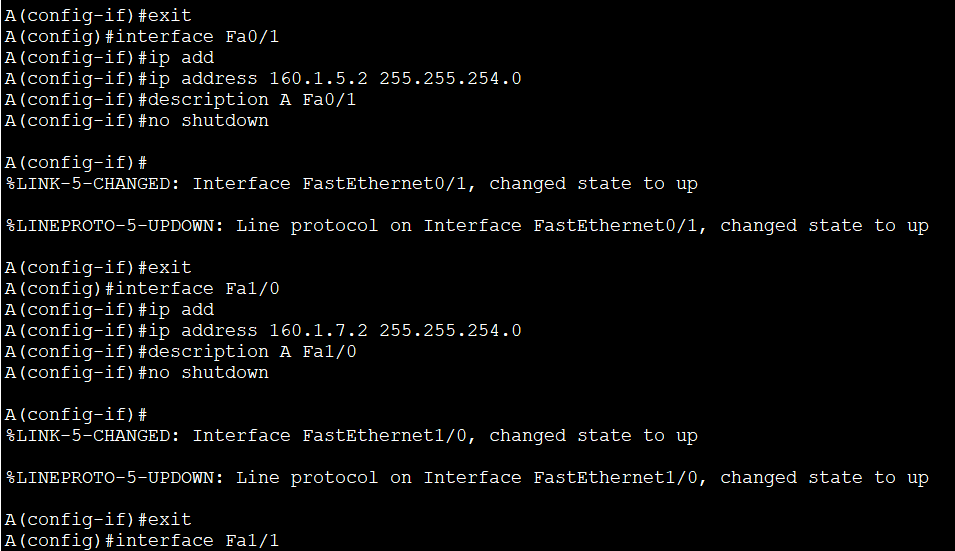 A(config-if)#exit
A(config)#interface Fa0/1
A(config-if)#ip add
A(config-if)#ip address 160.1.5.2 255.255.254.0
A(config-if)#description A Fa0/1
A(config-if)#no shutdown
A(config-if)#
%LINK-5-CHANGED: Interface FastEthernet0/1, changed state to up
%LINEPROTO-5-UPDOWN: Line protocol on Interface FastEthernet0/1, changed state to up
A(config-if)#exit
A(config)#interface Fa1/0
A(config-if)#ip add
A(config-if)#ip address 160.1.7.2 255.255.254.0
A(config-if)#description A Fa1/0
A(config-if)#no shutdown
A(config-if)#
%LINK-5-CHANGED: Interface FastEthernet1/0, changed state to up
%LINEPROTO-5-UPDOWN: Line protocol on Interface FastEthernet1/0, changed state to up
A(config-if)#exit
A(config)#interface Fa1/1